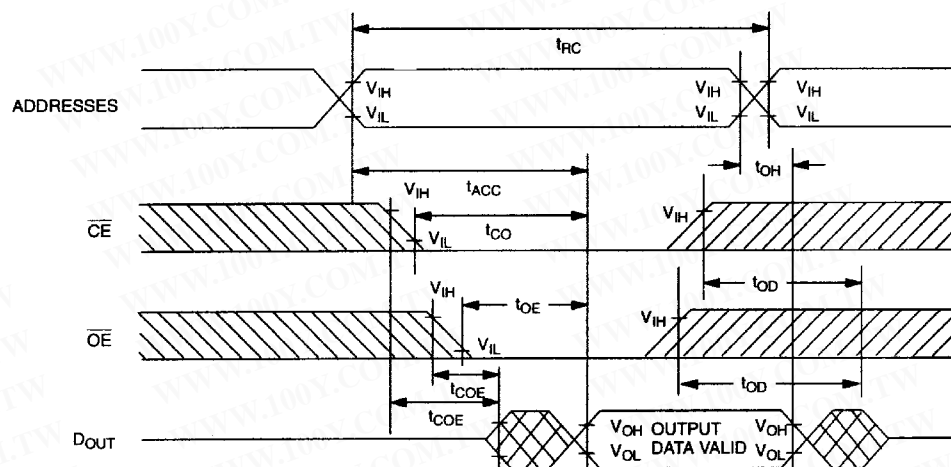 WWW.100Y.COM.TW
tRC
ADDRESSES
VIH VIH VIH
VIL VIL VIL
tOH
tACC
VIH
VIH
CE
tCO
VIL
tOD
VIH
tOE
VIH
OE
VIL
tCOE
tOD
tCOE
DOUT
VOH OUTPUT VOH
VOL DATA VALID VOL